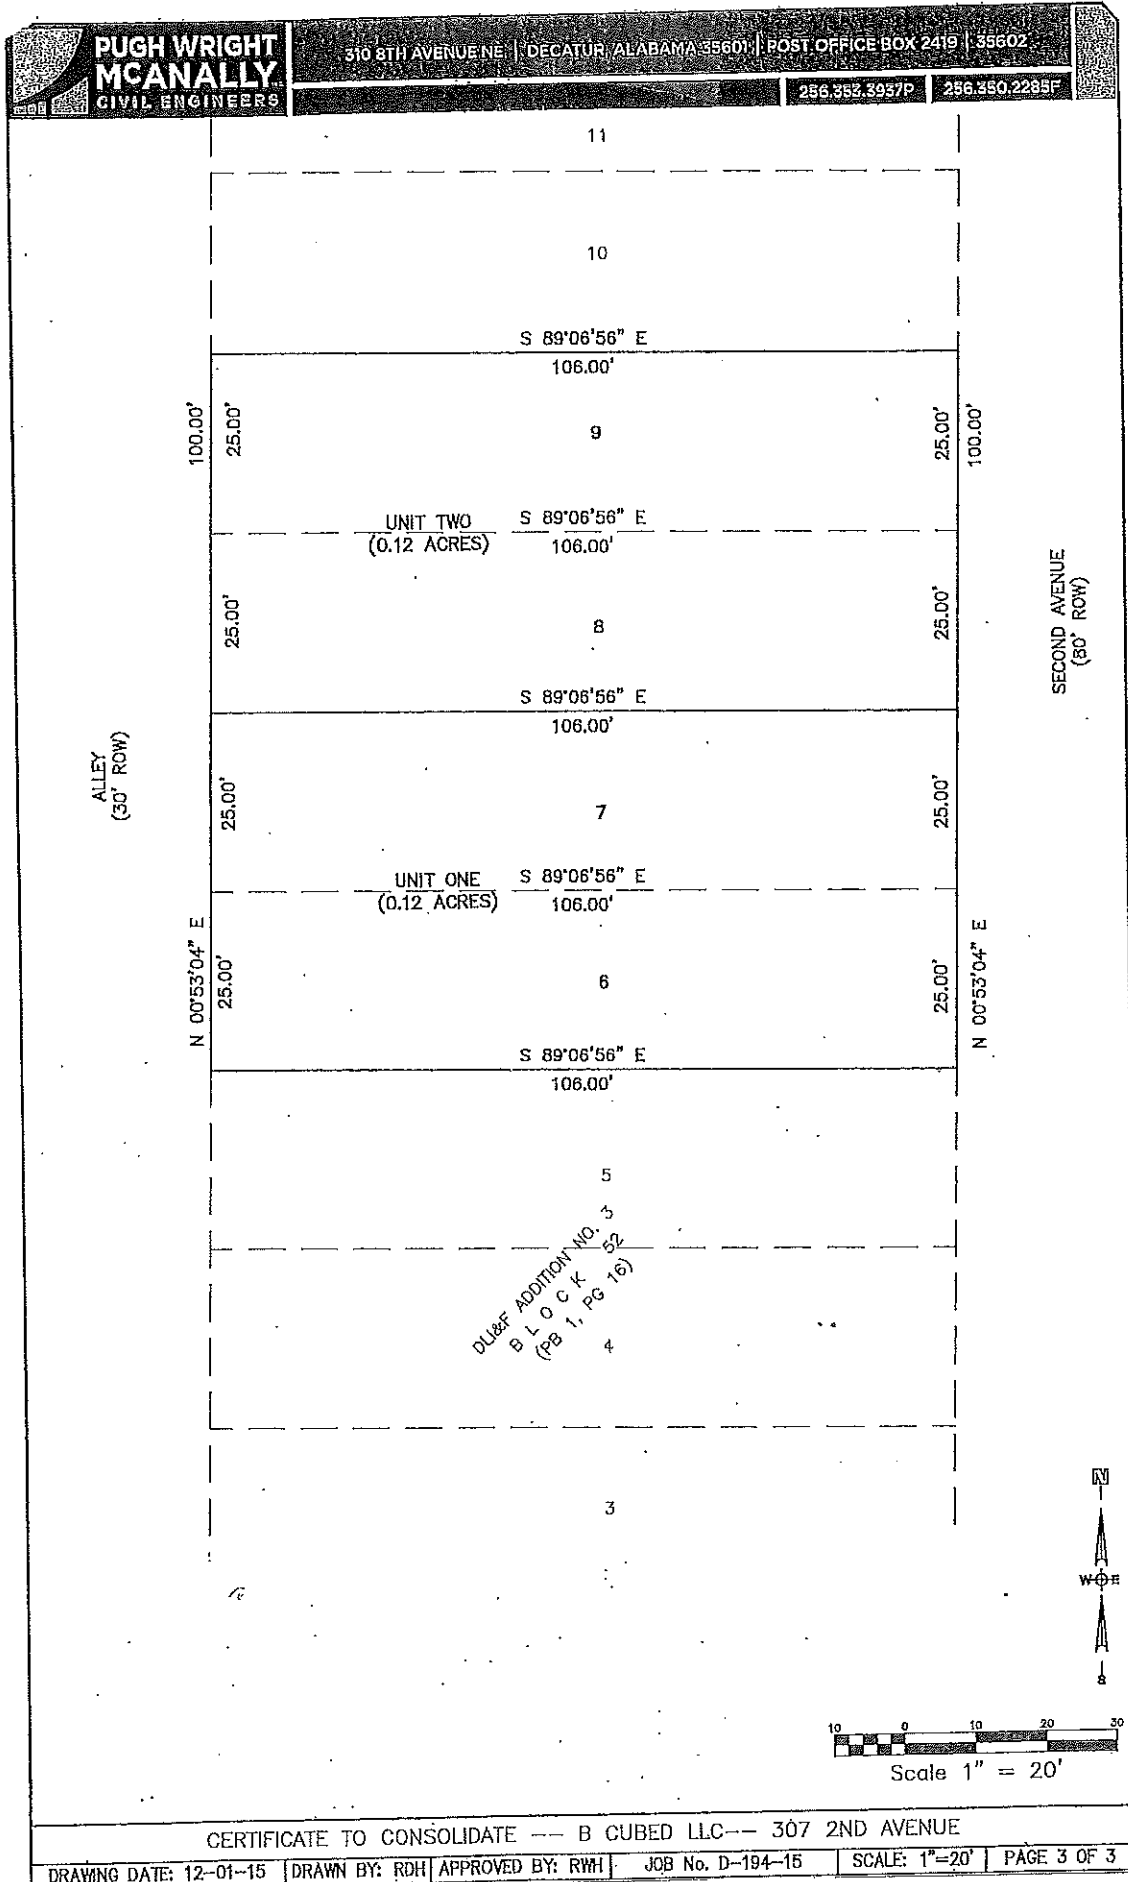 PUGH WRIGHT
MCANALLY
CIVIL ENGINEERS
310 8TH AVENUE NE | DECATUR, ALABAMA 35601 | POST OFFICE BOX 2419 | 35602
256.353.3937P
256.350.2285F
11
10
S 89°06'56" E
106.00'
100.00'
25.00'
9
25.00'
100.00'
UNIT TWO
(0.12 ACRES)
S 89°06'56" E
106.00'
25.00'
8
25.00'
SECOND AVENUE
(80' ROW)
S 89°06'56" E
106.00'
ALLEY
(30' ROW)
25.00'
7
25.00'
UNIT ONE
(0.12 ACRES)
S 89°06'56" E
106.00'
N 00°53'04" E
25.00'
6
25.00'
N 00°53'04" E
S 89°06'56" E
106.00'
5
DLI&F ADDITION NO. 3
BLOCK 52
(PB 1, PG 16)
4
3
N
W E
S
10 0 10 20 30
Scale 1" = 20'
CERTIFICATE TO CONSOLIDATE -- B CUBED LLC-- 307 2ND AVENUE
DRAWING DATE: 12-01-15 | DRAWN BY: RDH | APPROVED BY: RWH | JOB No. D-194-15 | SCALE: 1"=20' | PAGE 3 OF 3